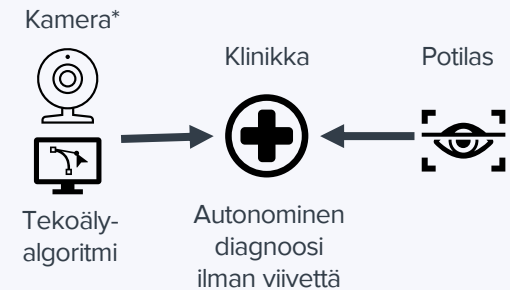 Kamera*
Klinikka
Potilas
Tekoäly-
algoritmi
Autonominen
diagnoosi
ilman viivettä